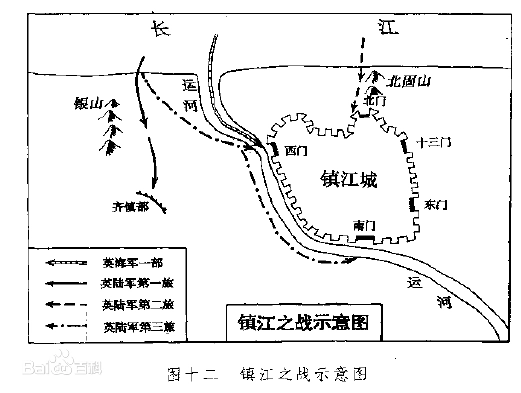 长 江
运河
银山
北固山
北门
十三门
西门
镇江城
东门
齐慎部
南门
运河
英海军一部
英陆军第一旅
英陆军第二旅
英陆军第三旅
镇江之战示意图
Baidu百科
图十二 镇江之战示意图